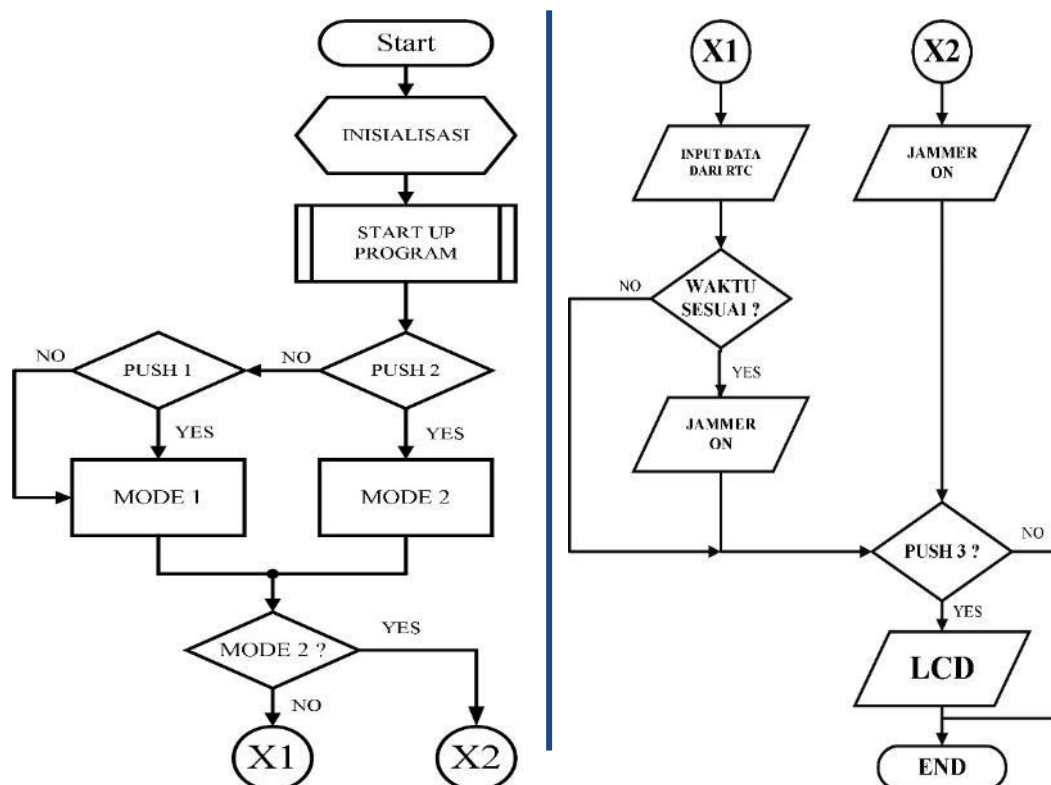 Start
INISIALISASI
START UP
PROGRAM
NO
PUSH 1
NO
PUSH 2
YES
YES
MODE 1
MODE 2
MODE 2 ?
YES
NO
X1
X2
X1
X2
INPUT DATA
DARI RTC
JAMMER
ON
NO
WAKTU
SESUAI ?
YES
JAMMER
ON
PUSH 3 ?
NO
YES
LCD
END